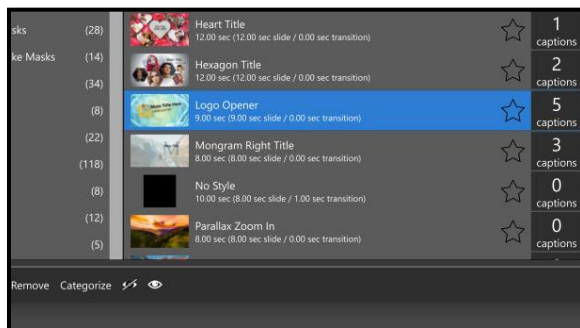 sks (28)
ke Masks (14)
(34)
(8)
(22)
(118)
(8)
(12)
(5)
Heart Title
12.00 sec (12.00 sec slide / 0.00 sec transition)
1
captions
Hexagon Title
12.00 sec (12.00 sec slide / 0.00 sec transition)
2
captions
Logo Opener
9.00 sec (9.00 sec slide / 0.00 sec transition)
5
captions
Mongram Right Title
8.00 sec (8.00 sec slide / 0.00 sec transition)
3
captions
No Style
10.00 sec (8.00 sec slide / 1.00 sec transition)
0
captions
Parallax Zoom In
8.00 sec (8.00 sec slide / 0.00 sec transition)
0
captions
Remove Categorize